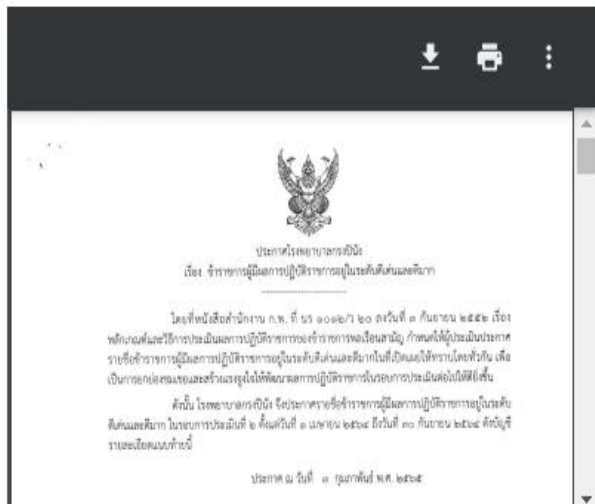 ประกาศโรงพยาบาลกรงปินัง
เรื่อง ข้าราชการผู้มีผลการปฏิบัติราชการอยู่ในระดับดีเด่นและดีมาก
โดยที่หนังสือสำนักงาน ก.พ. ที่ นร ๑๐๑๒/ว ๒๐ ลงวันที่ ๓ กันยายน ๒๕๕๒ เรื่อง
หลักเกณฑ์และวิธีการประเมินผลการปฏิบัติราชการของข้าราชการพลเรือนสามัญ กำหนดให้ผู้ประเมินประกาศ
รายชื่อข้าราชการผู้มีผลการปฏิบัติราชการอยู่ในระดับดีเด่นและดีมากในที่เปิดเผยให้ทราบโดยทั่วกัน เพื่อ
เป็นการยกย่องชมเชยและสร้างแรงจูงใจให้พัฒนาผลการปฏิบัติราชการในรอบการประเมินต่อไปให้ดียิ่งขึ้น
ดังนั้น โรงพยาบาลกรงปินัง จึงประกาศรายชื่อข้าราชการผู้มีผลการปฏิบัติราชการอยู่ในระดับ
ดีเด่นและดีมาก ในรอบการประเมินที่ ๒ ตั้งแต่วันที่ ๑ เมษายน ๒๕๖๔ ถึงวันที่ ๓๐ กันยายน ๒๕๖๔ ดังบัญชี
รายละเอียดแนบท้ายนี้
ประกาศ ณ วันที่ ๓ กุมภาพันธ์ พ.ศ. ๒๕๖๕